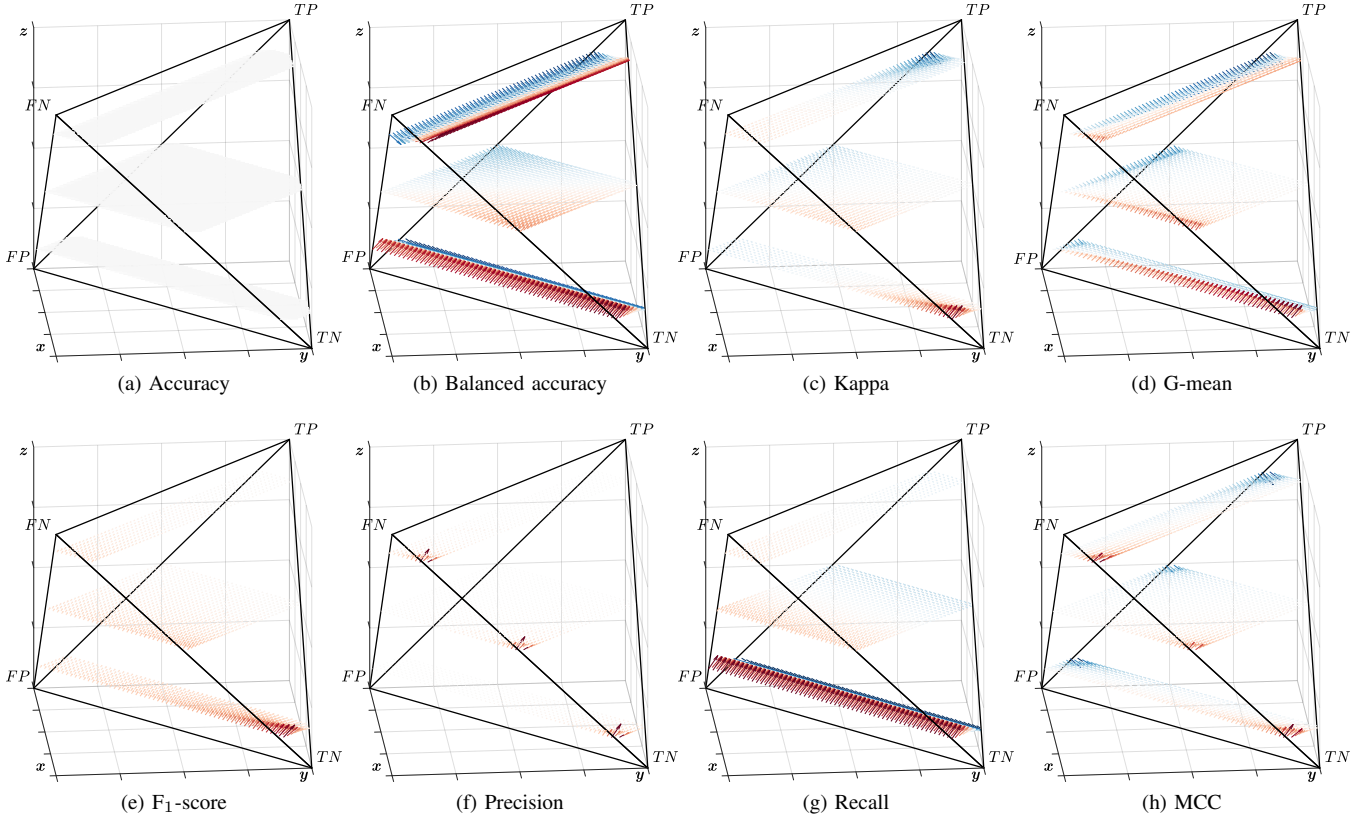 TP
z
FN
FP
TN
x
y
(a) Accuracy
TP
FN
FP
TN
x
y
(b) Balanced accuracy
TP
z
FN
FP
TN
x
y
(c) Kappa
TP
z
FN
FP
TN
x
y
(d) G-mean
TP
z
FN
FP
TN
x
y
(e) F₁-score
TP
z
FN
FP
TN
x
y
(f) Precision
TP
z
FN
FP
TN
x
y
(g) Recall
TP
z
FN
FP
TN
x
y
(h) MCC